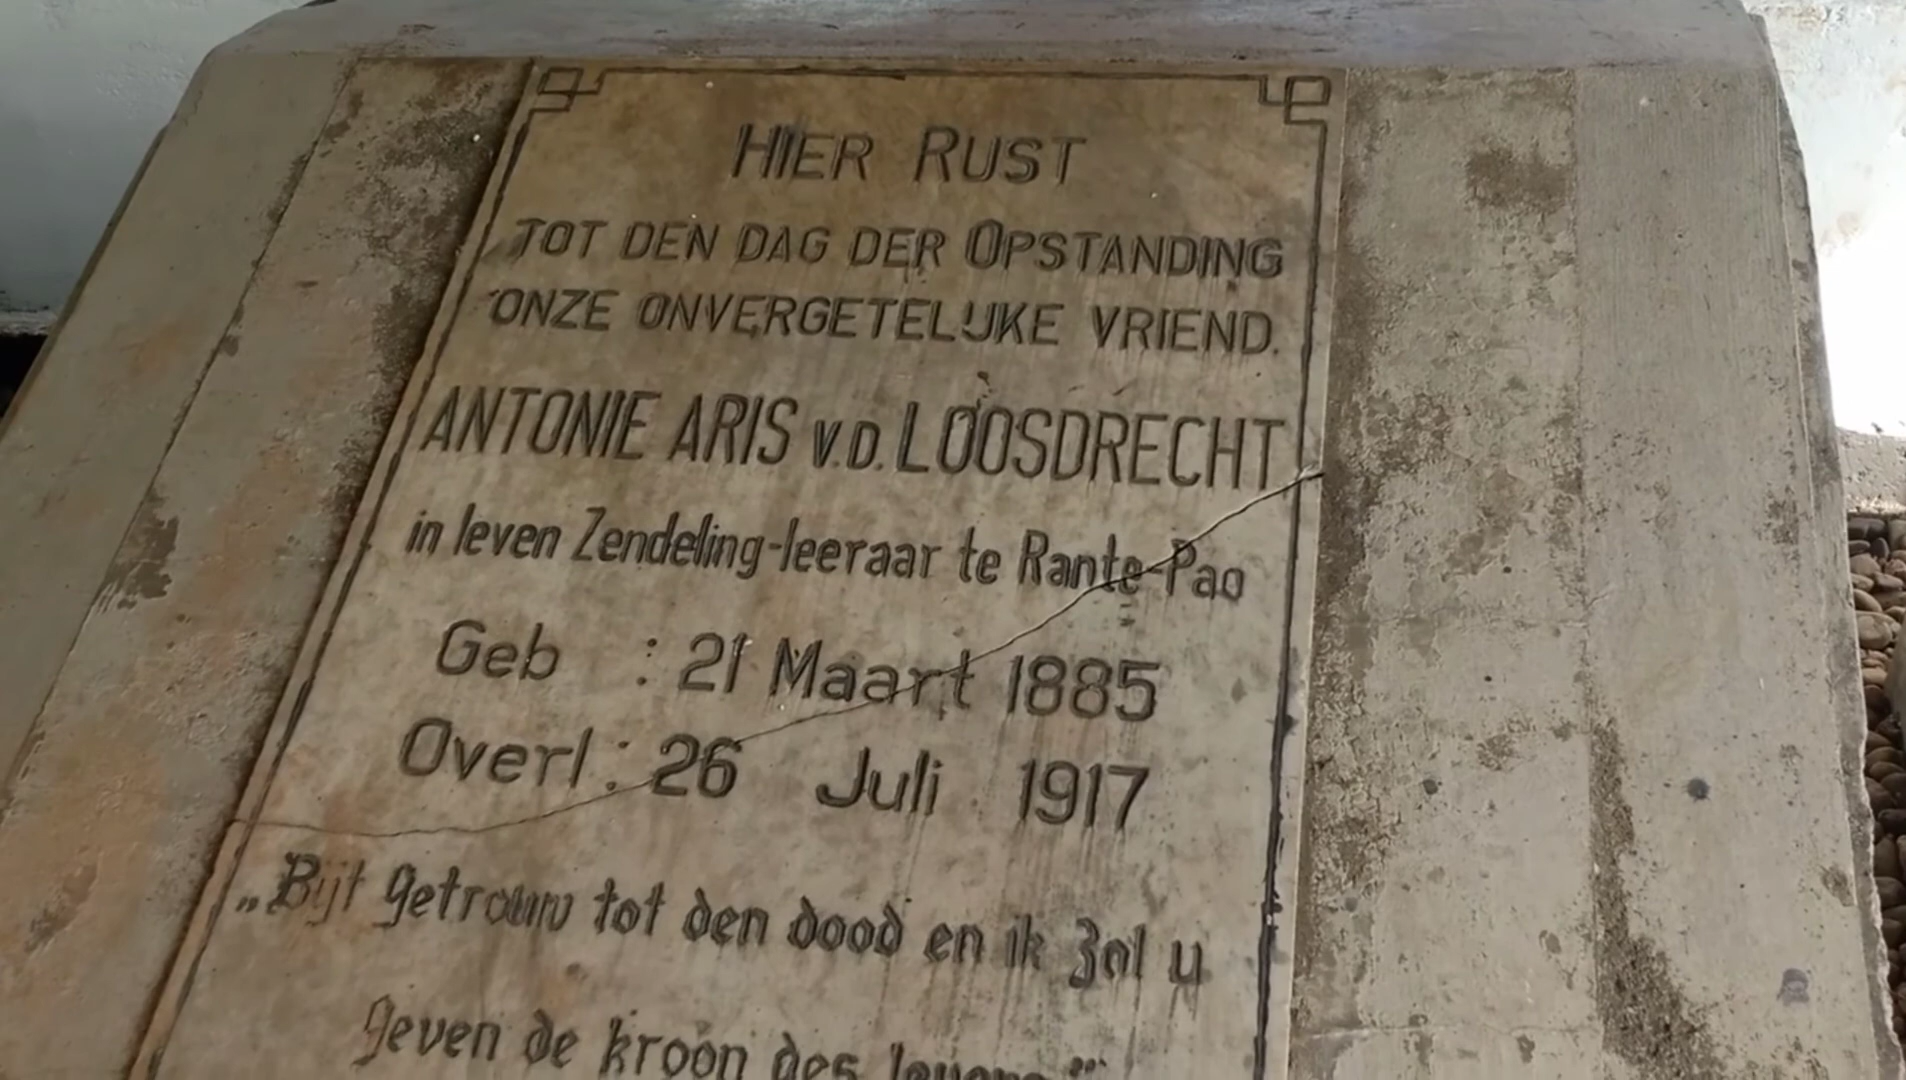 HIER RUST
TOT DEN DAG DER OPSTANDING
ONZE ONVERGETELIJKE VRIEND.
ANTONIE ARIS V.D. LOOSDRECHT
in leven Zendeling-leeraar te Rante-Pao
Geb : 21 Maart 1885
Overl: 26 Juli 1917
„Bijt getrouw tot den dood en ik zal u
geven de kroon des levens"